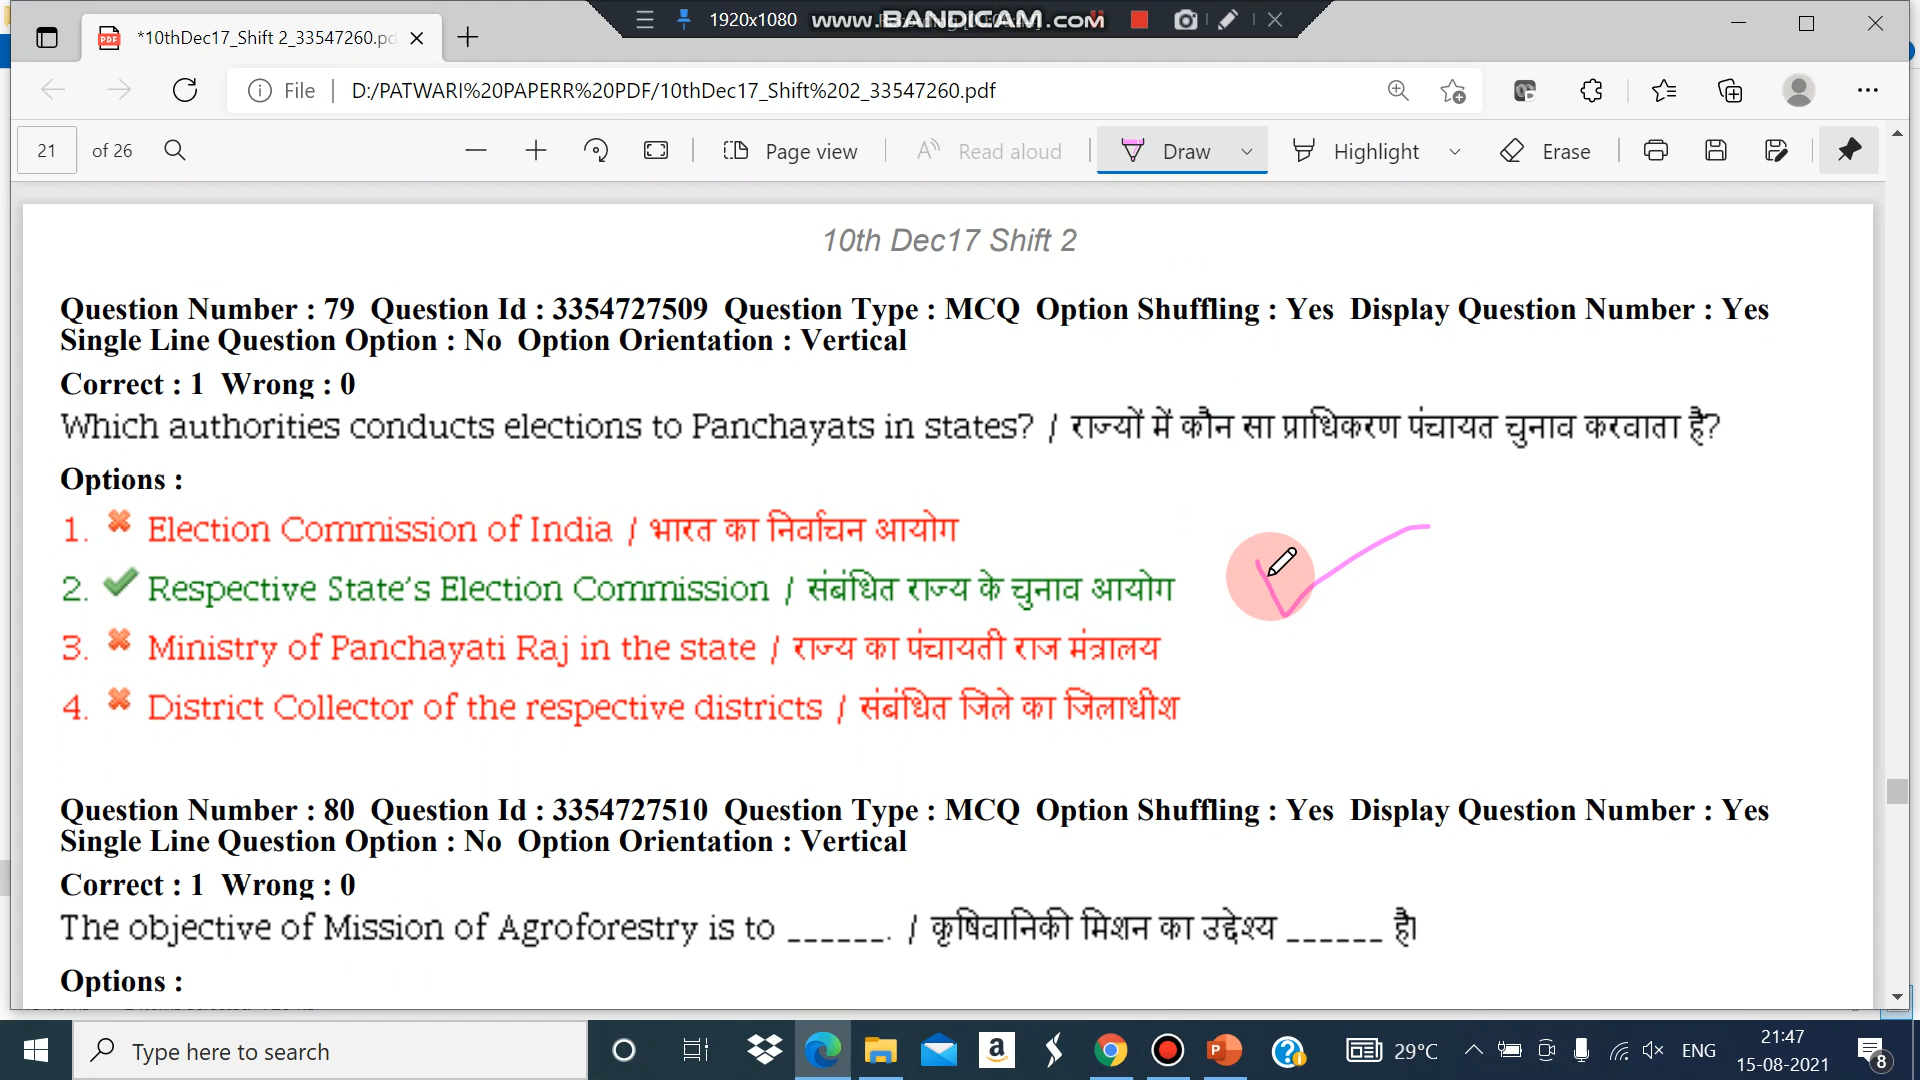 1920x1080 www.BANDICAM.com
*10thDec17_Shift 2_33547260.pd
File D:/PATWARI%20PAPERR%20PDF/10thDec17_Shift%202_33547260.pdf
21 of 26 Page view Read aloud Draw Highlight Erase
10th Dec17 Shift 2
Question Number : 79 Question Id : 3354727509 Question Type : MCQ Option Shuffling : Yes Display Question Number : Yes
Single Line Question Option : No Option Orientation : Vertical
Correct : 1 Wrong : 0
Which authorities conducts elections to Panchayats in states? / राज्यों में कौन सा प्राधिकरण पंचायत चुनाव करवाता है?
Options :
1. Election Commission of India / भारत का निर्वाचन आयोग
2. Respective State's Election Commission / संबंधित राज्य के चुनाव आयोग
3. Ministry of Panchayati Raj in the state / राज्य का पंचायती राज मंत्रालय
4. District Collector of the respective districts / संबंधित जिले का जिलाधीश
Question Number : 80 Question Id : 3354727510 Question Type : MCQ Option Shuffling : Yes Display Question Number : Yes
Single Line Question Option : No Option Orientation : Vertical
Correct : 1 Wrong : 0
The objective of Mission of Agroforestry is to ______. / कृषिवानिकी मिशन का उद्देश्य ______ है।
Options :
Type here to search 29°C ENG 21:47
15-08-2021 8